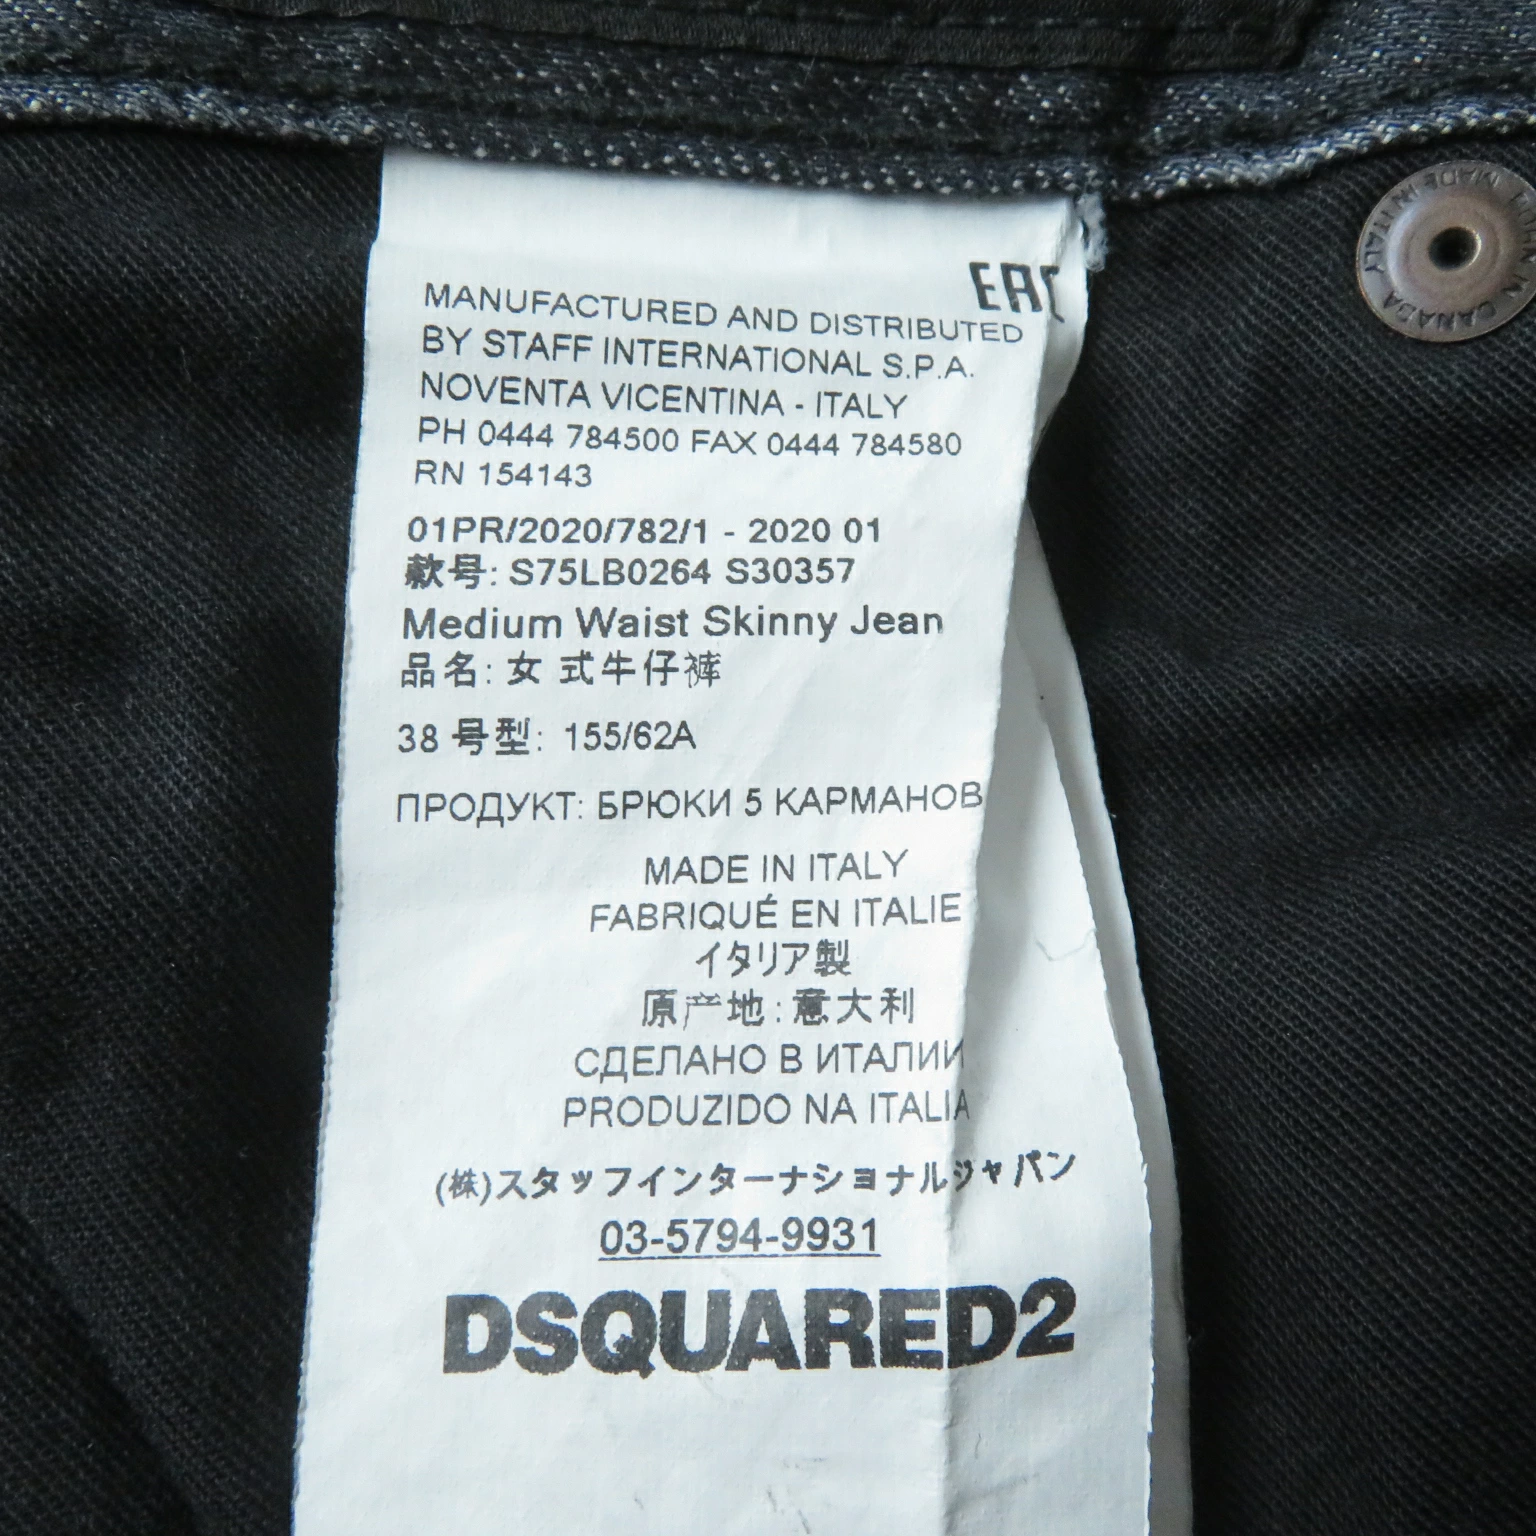 EAC
MANUFACTURED AND DISTRIBUTED
BY STAFF INTERNATIONAL S.P.A.
NOVENTA VICENTINA - ITALY
PH 0444 784500 FAX 0444 784580
RN 154143
01PR/2020/782/1 - 2020 01
款号: S75LB0264 S30357
Medium Waist Skinny Jean
品名: 女 式牛仔裤
38 号型: 155/62A
ПРОДУКТ: БРЮКИ 5 КАРМАНОВ
MADE IN ITALY
FABRIQUÉ EN ITALIE
イタリア製
原产地: 意大利
СДЕЛАНО В ИТАЛИИ
PRODUZIDO NA ITALIA
(株)スタッフインターナショナルジャパン
03-5794-9931
DSQUARED2
MADE IN ITALY
IN CANADA